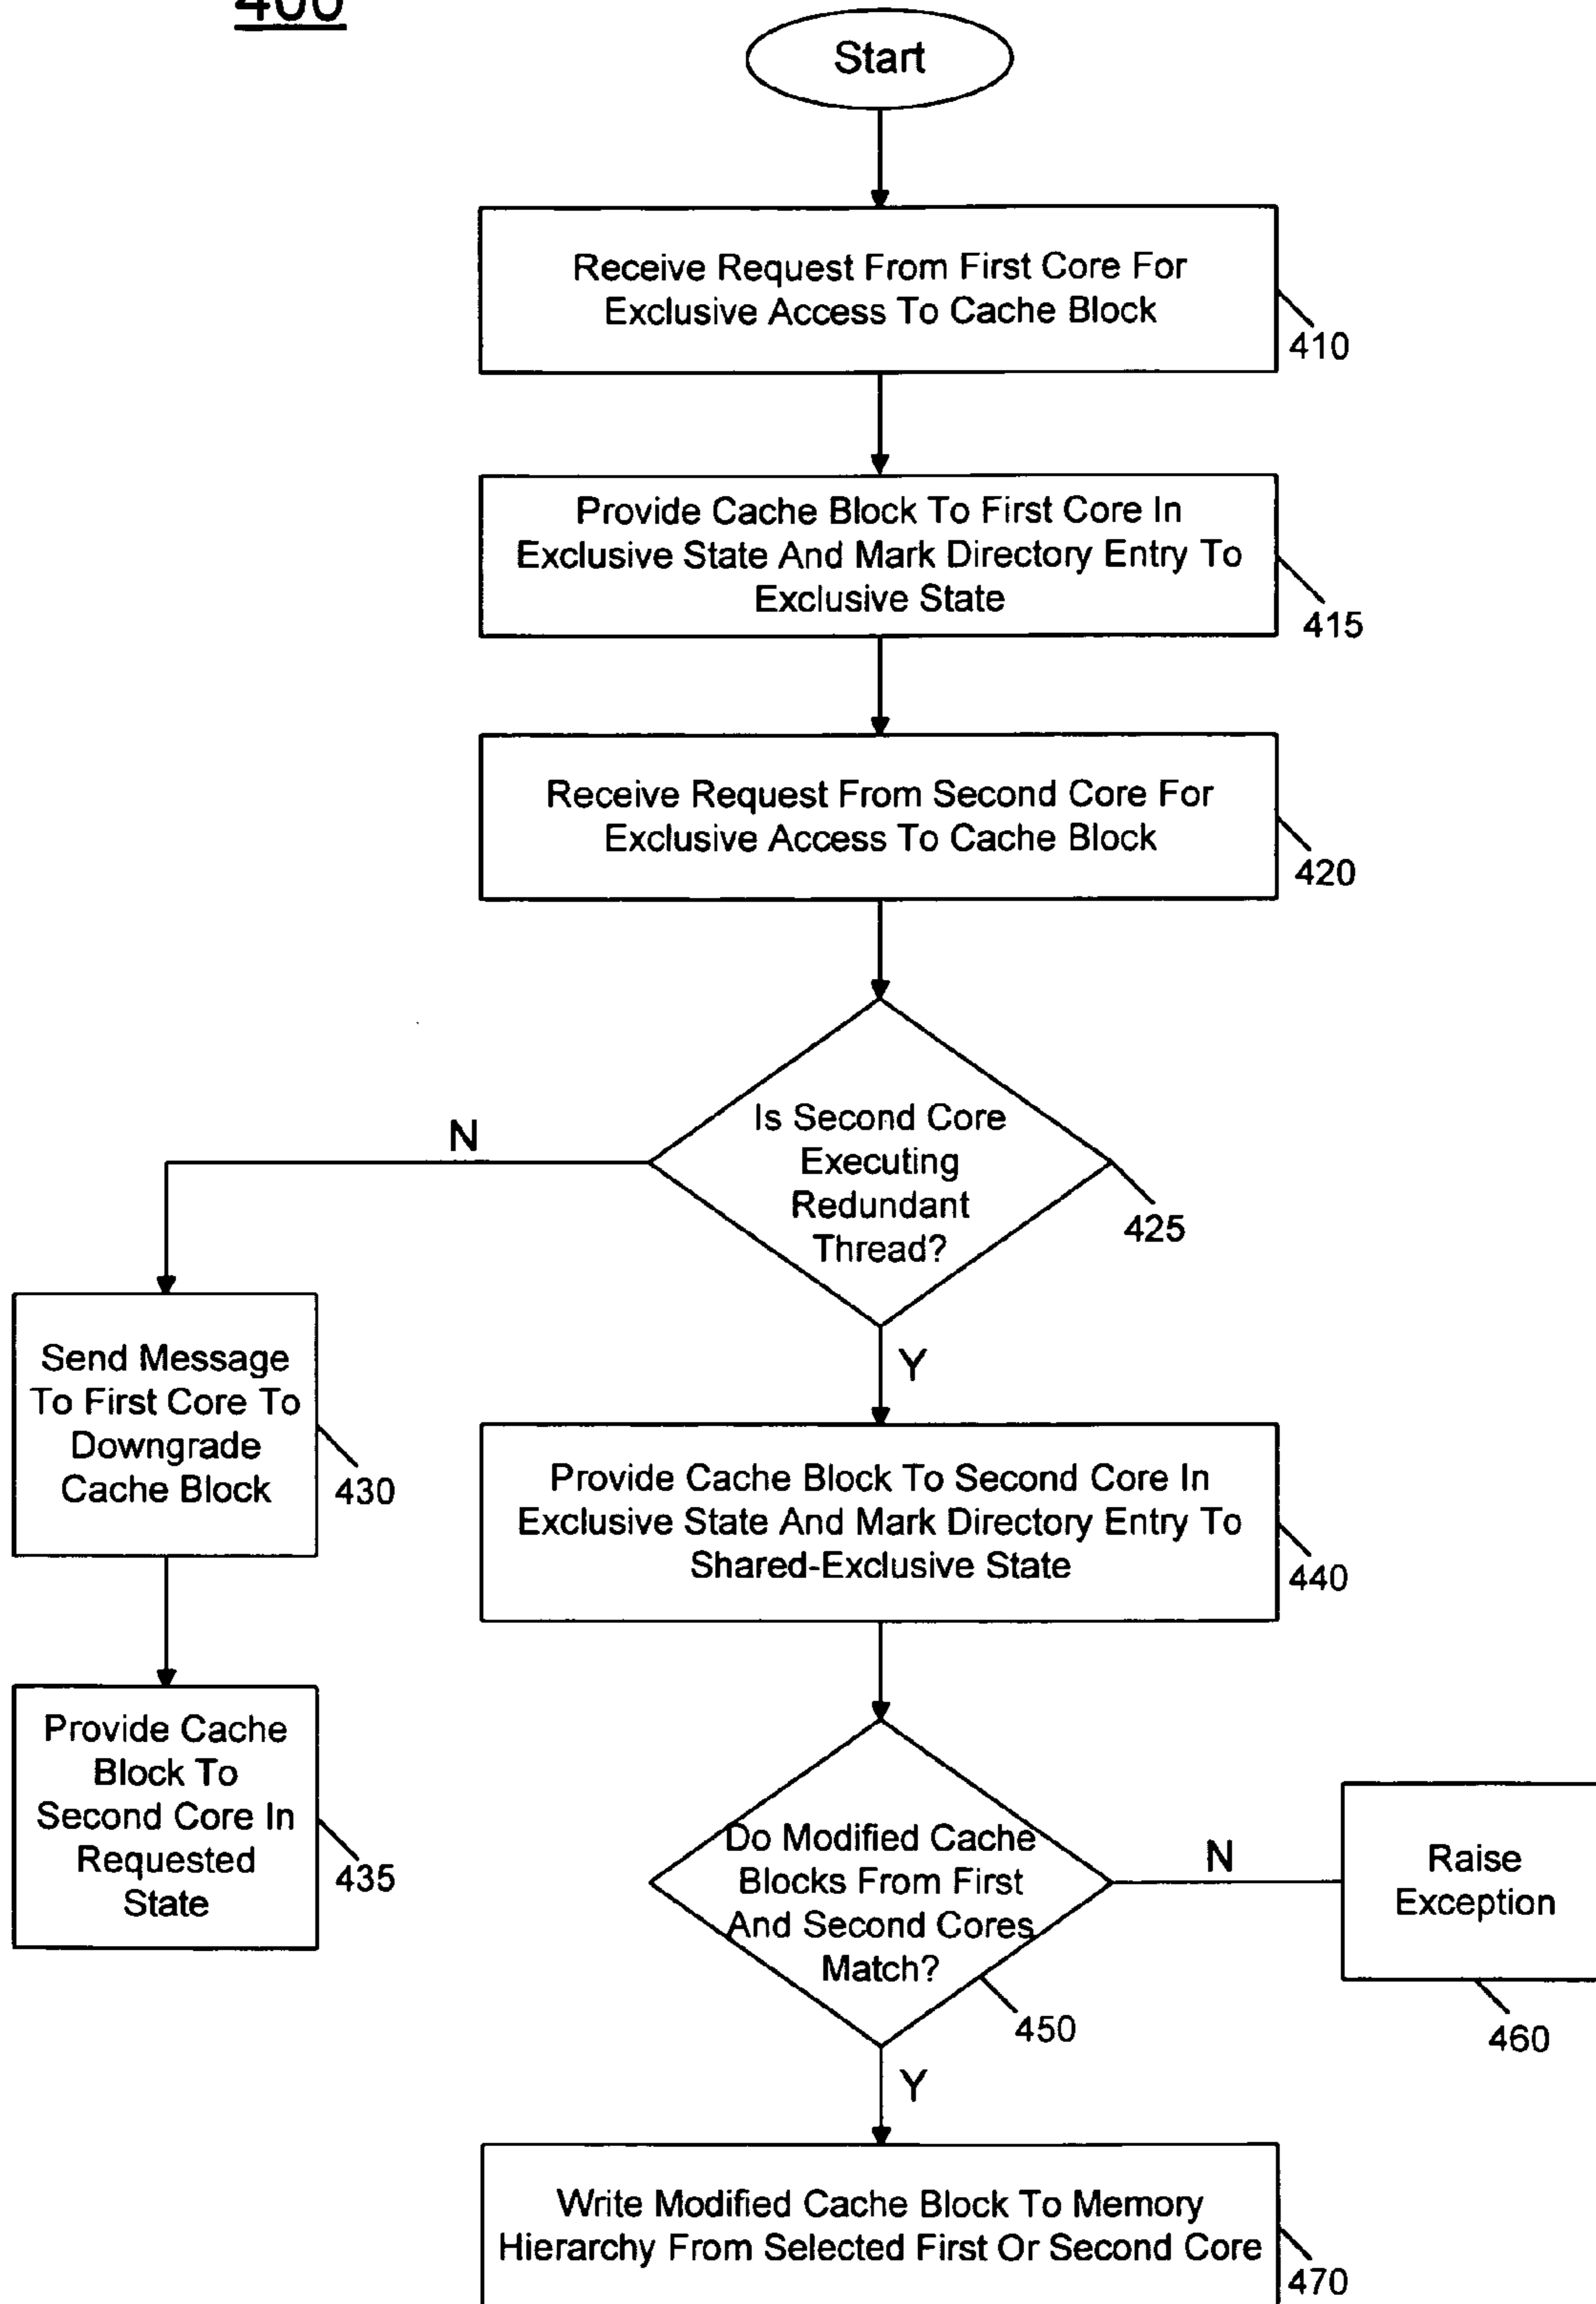 400
Start
Receive Request From First Core For
Exclusive Access To Cache Block
410
Provide Cache Block To First Core In
Exclusive State And Mark Directory Entry To
Exclusive State
415
Receive Request From Second Core For
Exclusive Access To Cache Block
420
Is Second Core
Executing
Redundant
Thread?
425
N
Y
Send Message
To First Core To
Downgrade
Cache Block
430
Provide Cache Block To Second Core In
Exclusive State And Mark Directory Entry To
Shared-Exclusive State
440
Provide Cache
Block To
Second Core In
Requested
State
435
Do Modified Cache
Blocks From First
And Second Cores
Match?
450
N
Raise
Exception
460
Y
Write Modified Cache Block To Memory
Hierarchy From Selected First Or Second Core
470